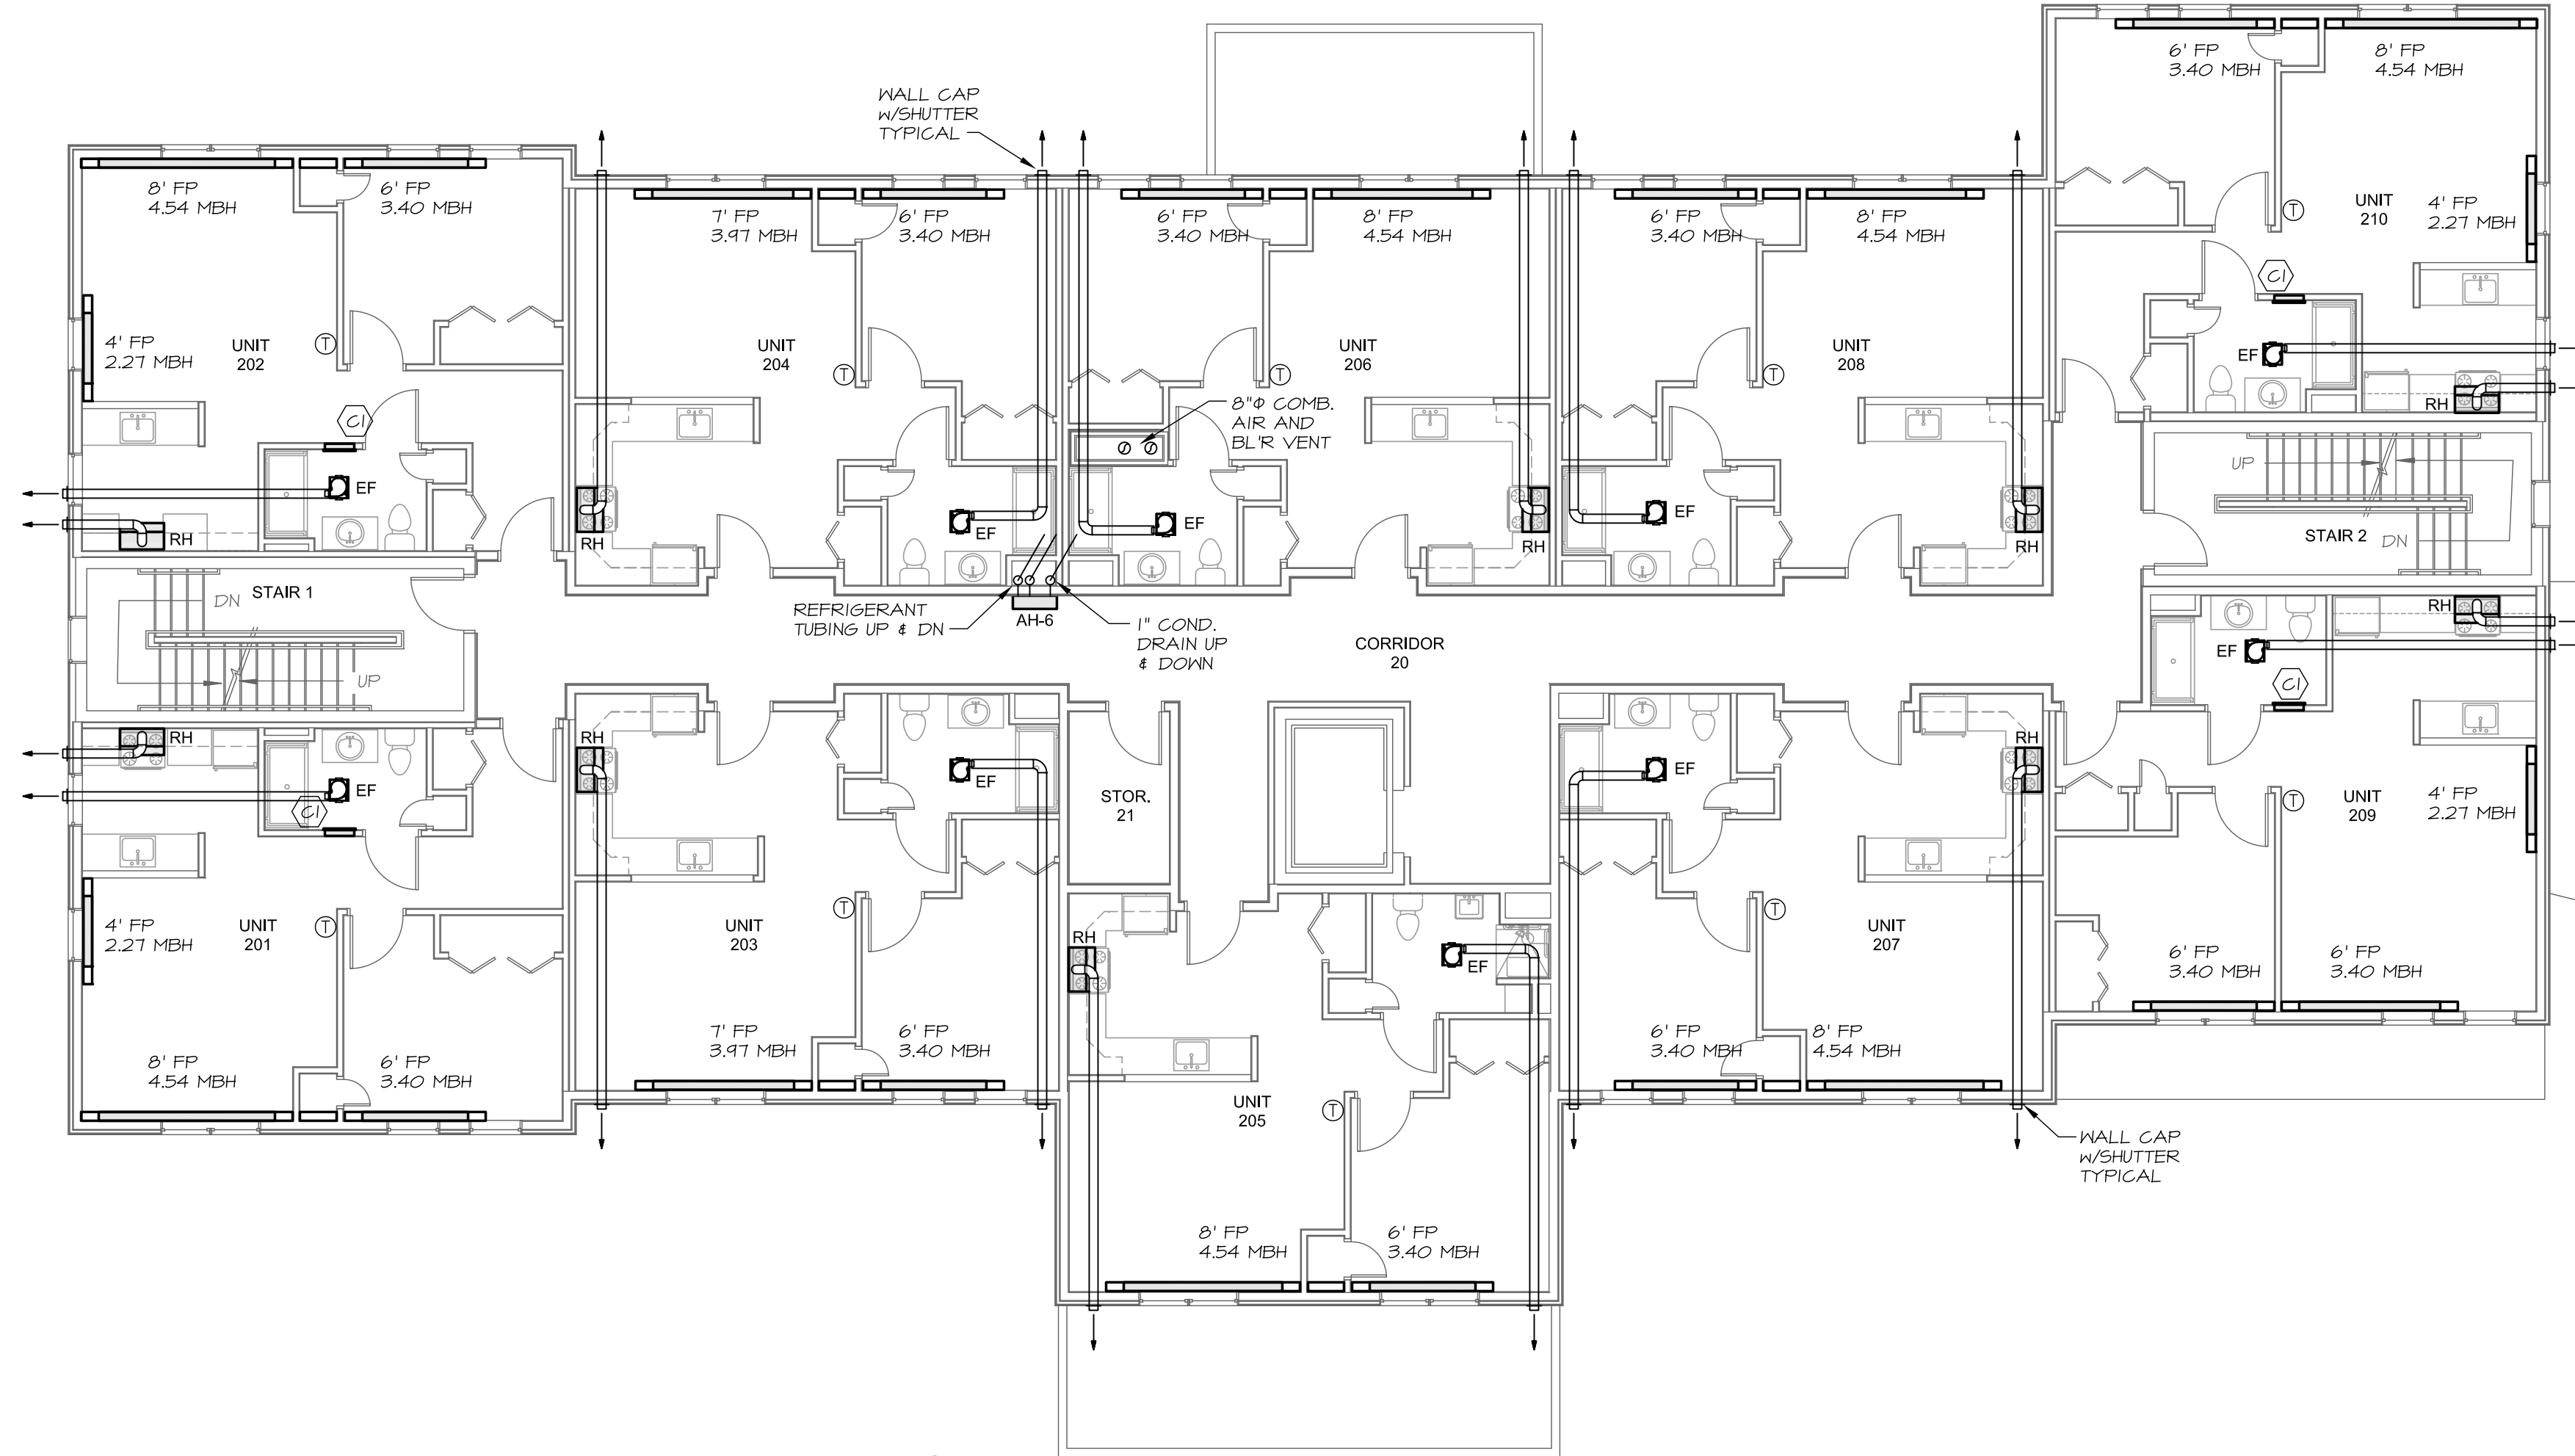 6' FP
3.40 MBH
8' FP
4.54 MBH
WALL CAP
W/SHUTTER
TYPICAL
8' FP
4.54 MBH
6' FP
3.40 MBH
7' FP
3.97 MBH
6' FP
3.40 MBH
6' FP
3.40 MBH
8' FP
4.54 MBH
6' FP
3.40 MBH
8' FP
4.54 MBH
T
UNIT
210
4' FP
2.27 MBH
4' FP
2.27 MBH
UNIT
202
T
UNIT
204
T
UNIT
206
T
UNIT
208
T
C1
EF
RH
C1
8"Φ COMB.
AIR AND
BL'R VENT
EF
RH
RH
EF
EF
RH
EF
RH
UP
STAIR 2
DN
STAIR 1
DN
UP
REFRIGERANT
TUBING UP & DN
AH-6
1" COND.
DRAIN UP
& DOWN
CORRIDOR
20
RH
EF
C1
RH
EF
C1
RH
EF
STOR.
21
EF
RH
T
UNIT
209
4' FP
2.27 MBH
4' FP
2.27 MBH
UNIT
201
T
UNIT
203
T
RH
EF
T
UNIT
207
6' FP
3.40 MBH
6' FP
3.40 MBH
8' FP
4.54 MBH
6' FP
3.40 MBH
7' FP
3.97 MBH
6' FP
3.40 MBH
UNIT
205
T
6' FP
3.40 MBH
8' FP
4.54 MBH
WALL CAP
W/SHUTTER
TYPICAL
8' FP
4.54 MBH
6' FP
3.40 MBH